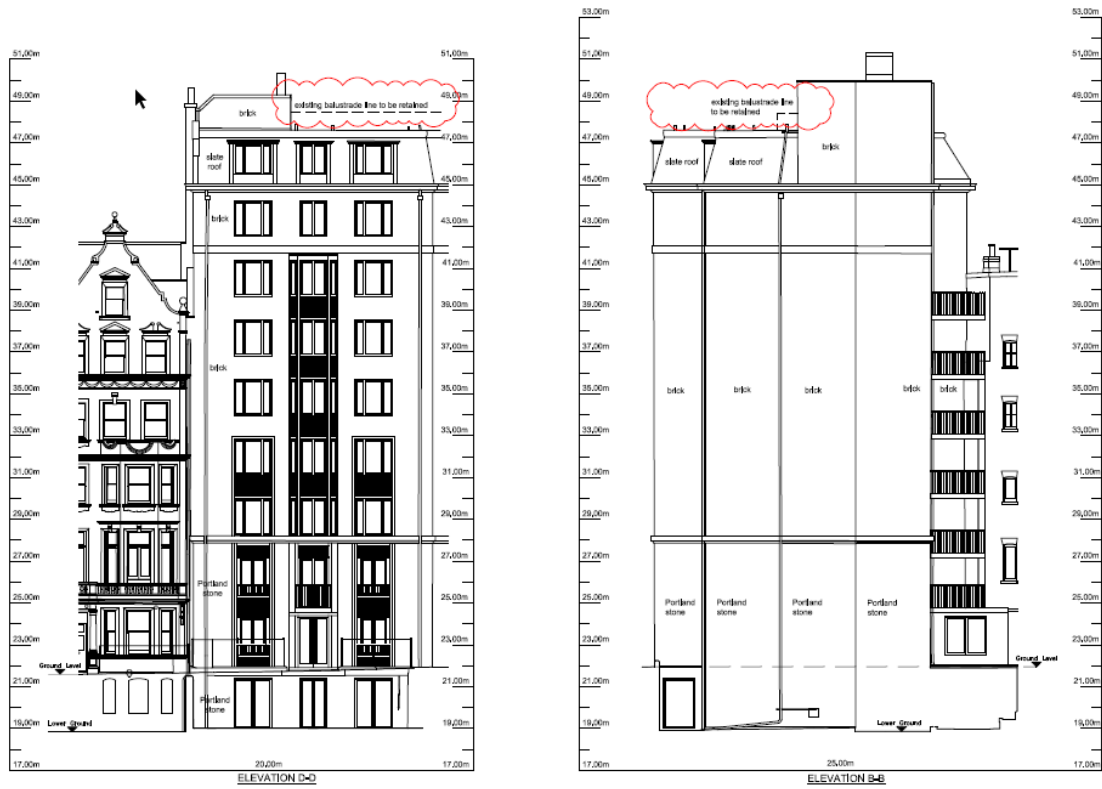 53.00m
53.00m
51.00m
51.00m
51.00m
51.00m
49.00m
existing balustrade line to be retained
49.00m
49.00m
existing balustrade line
to be retained
49.00m
brick
47.00m
47.00m
47.00m
brick
47.00m
slate
roof
slate roof
slate roof
45.00m
45.00m
45.00m
45.00m
brick
43.00m
43.00m
43.00m
43.00m
41.00m
41.00m
41.00m
41.00m
39.00m
39.00m
39.00m
39.00m
37.00m
37.00m
37.00m
37.00m
brick
35.00m
35.00m
35.00m
brick
brick
brick
brick
brick
35.00m
33.00m
33.00m
33.00m
33.00m
31.00m
31.00m
31.00m
31.00m
29.00m
29.00m
29.00m
29.00m
27.00m
27.00m
27.00m
27.00m
Portland
stone
25.00m
25.00m
25.00m
Portland
stone
Portland
stone
Portland
stone
Portland
stone
25.00m
23.00m
23.00m
23.00m
23.00m
Ground Level
Ground Level
21.00m
21.00m
21.00m
21.00m
Portland
stone
19.00m
Lower Ground
19.00m
19.00m
Lower Ground
19.00m
17.00m
20.00m
17.00m
17.00m
25.00m
17.00m
ELEVATION D-D
ELEVATION B-B